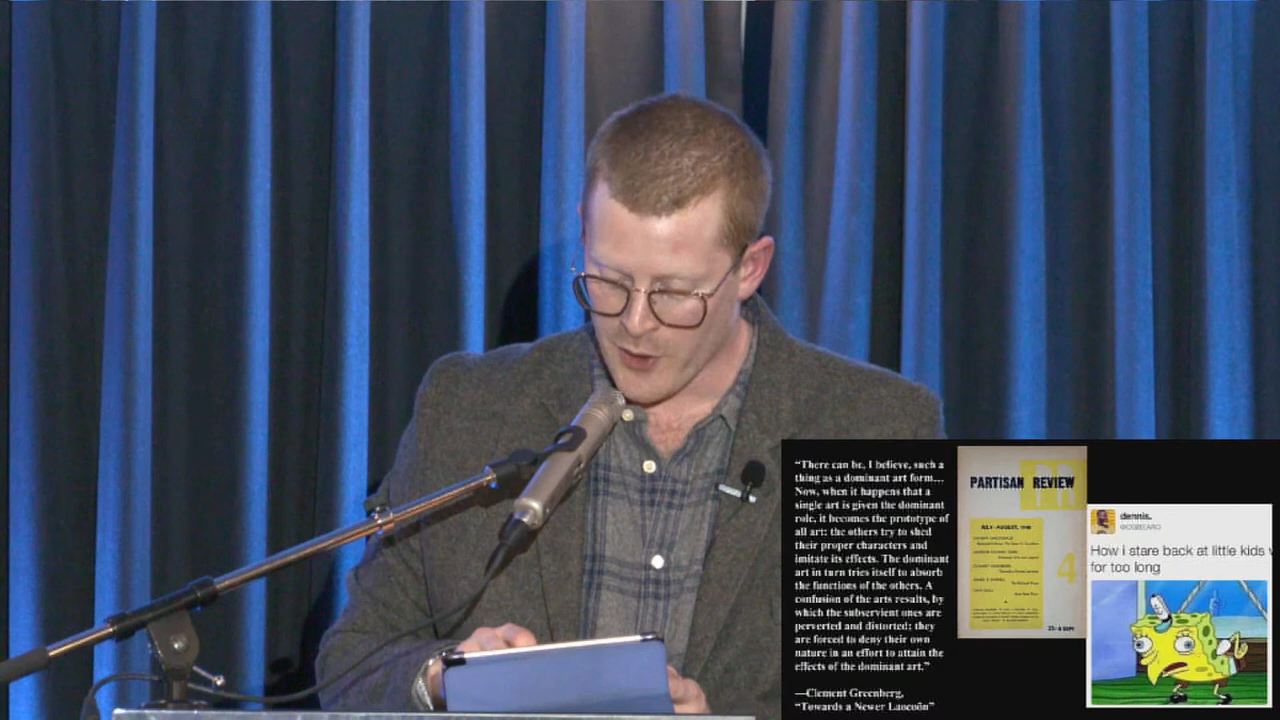 “There can be, I believe, such a
thing as a dominant art form...
Now, when it happens that a
single art is given the dominant
role, it becomes the prototype of
all art: the others try to shed
their proper characters and
imitate its effects. The dominant
art in turn tries itself to absorb
the functions of the others. A
confusion of the arts results, by
which the subservient ones are
perverted and distorted; they
are forced to deny their own
nature in an effort to attain the
effects of the dominant art.”
—Clement Greenberg,
“Towards a Newer Laocoön”
PARTISAN REVIEW
4
dennis.
How i stare back at little kids
for too long